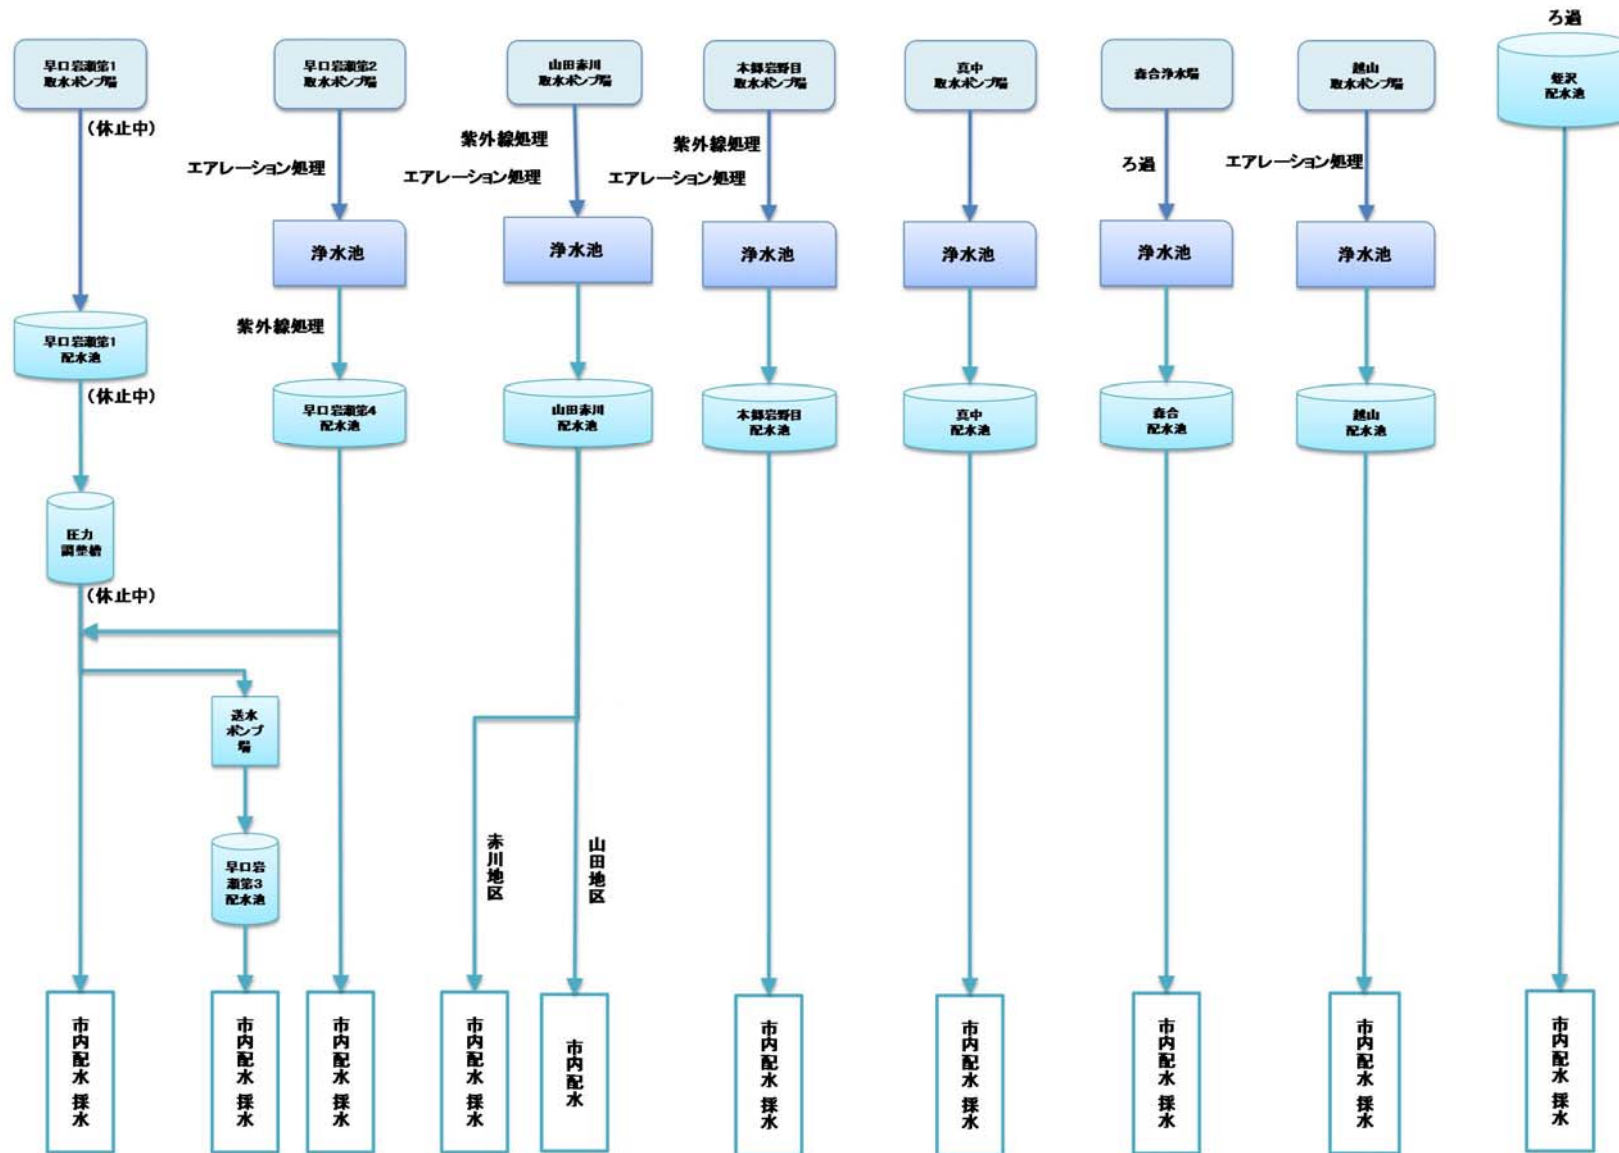 ろ過
早口岩瀬第1
取水ポンプ場
早口岩瀬第2
取水ポンプ場
山田赤川
取水ポンプ場
本郷岩野目
取水ポンプ場
真中
取水ポンプ場
森合浄水場
越山
取水ポンプ場
蛭沢
配水池
(休止中)
エアレーション処理
紫外線処理
エアレーション処理
紫外線処理
エアレーション処理
ろ過
エアレーション処理
浄水池
浄水池
浄水池
浄水池
浄水池
浄水池
早口岩瀬第1
配水池
紫外線処理
(休止中)
早口岩瀬第4
配水池
山田赤川
配水池
本郷岩野目
配水池
真中
配水池
森合
配水池
越山
配水池
圧力
調整槽
(休止中)
送水
ポンプ
場
早口岩
瀬第3
配水池
赤川地区
山田地区
市内配水 採水
市内配水 採水
市内配水 採水
市内配水 採水
市内配水
市内配水 採水
市内配水 採水
市内配水 採水
市内配水 採水
市内配水 採水